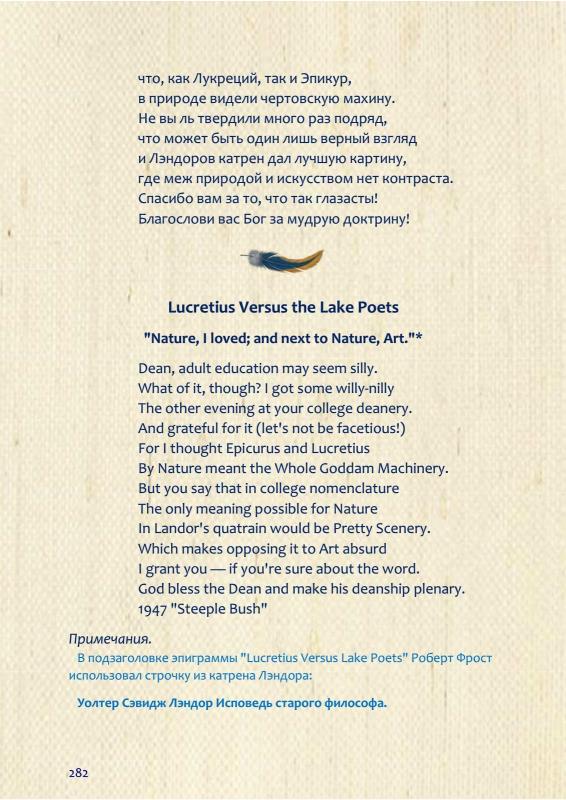 что, как Лукреций, так и Эпикур,
в природе видели чертовскую махину.
Не вы ль твердили много раз подряд,
что может быть один лишь верный взгляд
и Лэндоров катрен дал лучшую картину,
где меж природой и искусством нет контраста.
Спасибо вам за то, что так глазасты!
Благослови вас Бог за мудрую доктрину!
Lucretius Versus the Lake Poets
"Nature, I loved; and next to Nature, Art."*
Dean, adult education may seem silly.
What of it, though? I got some willy-nilly
The other evening at your college deanery.
And grateful for it (let's not be facetious!)
For I thought Epicurus and Lucretius
By Nature meant the Whole Goddam Machinery.
But you say that in college nomenclature
The only meaning possible for Nature
In Landor's quatrain would be Pretty Scenery.
Which makes opposing it to Art absurd
I grant you — if you're sure about the word.
God bless the Dean and make his deanship plenary.
1947 "Steeple Bush"
Примечания.
В подзаголовке эпиграммы "Lucretius Versus Lake Poets" Роберт Фрост
использовал строчку из катрена Лэндора:
Уолтер Сэвидж Лэндор Исповедь старого философа.
282